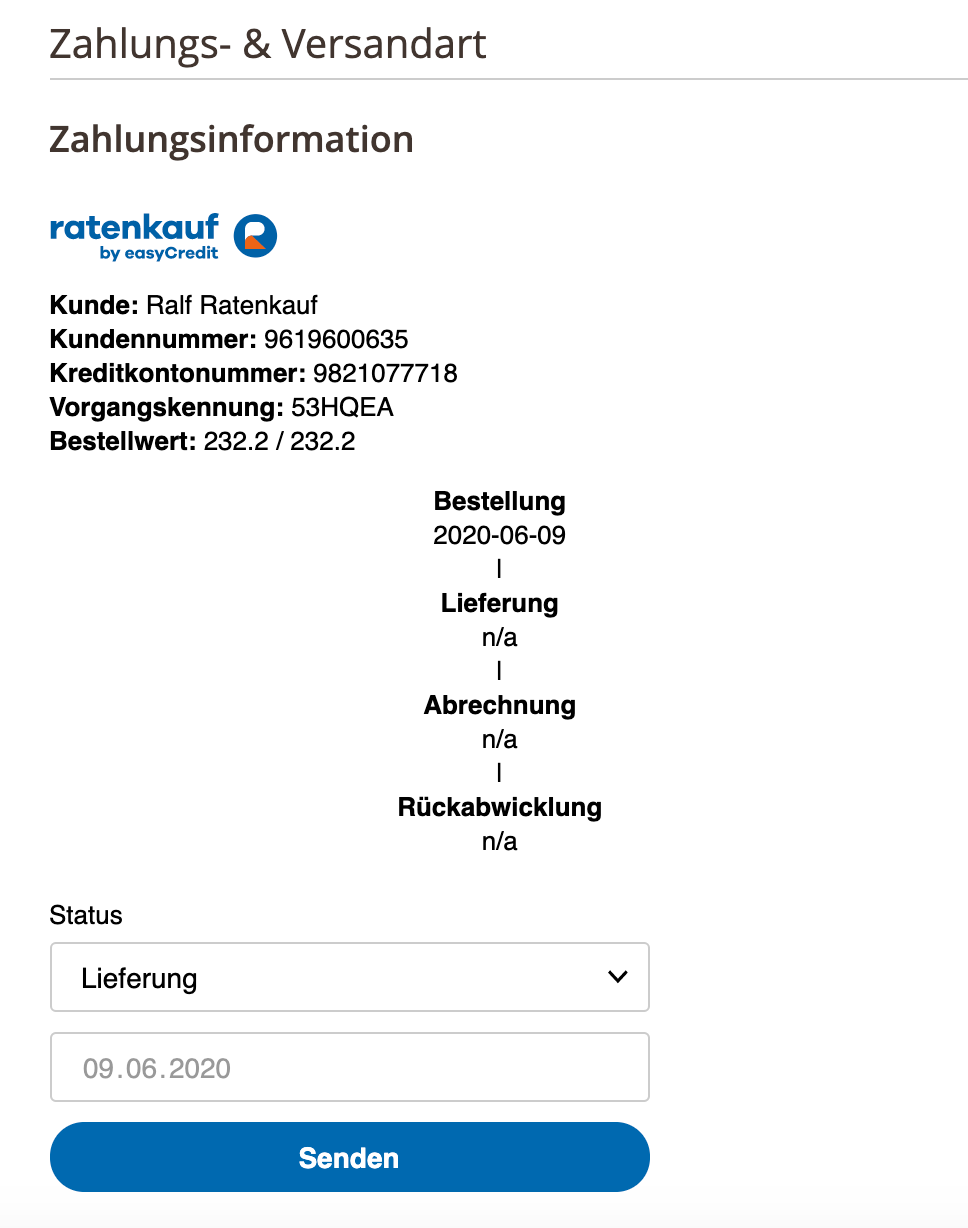 Zahlungs- & Versandart
Zahlungsinformation
ratenkauf
by easyCredit
Kunde: Ralf Ratenkauf
Kundennummer: 9619600635
Kreditkontonummer: 9821077718
Vorgangskennung: 53HQEA
Bestellwert: 232.2 / 232.2
Bestellung
2020-06-09
|
Lieferung
n/a
|
Abrechnung
n/a
|
Rückabwicklung
n/a
Status
Lieferung
09.06.2020
Senden